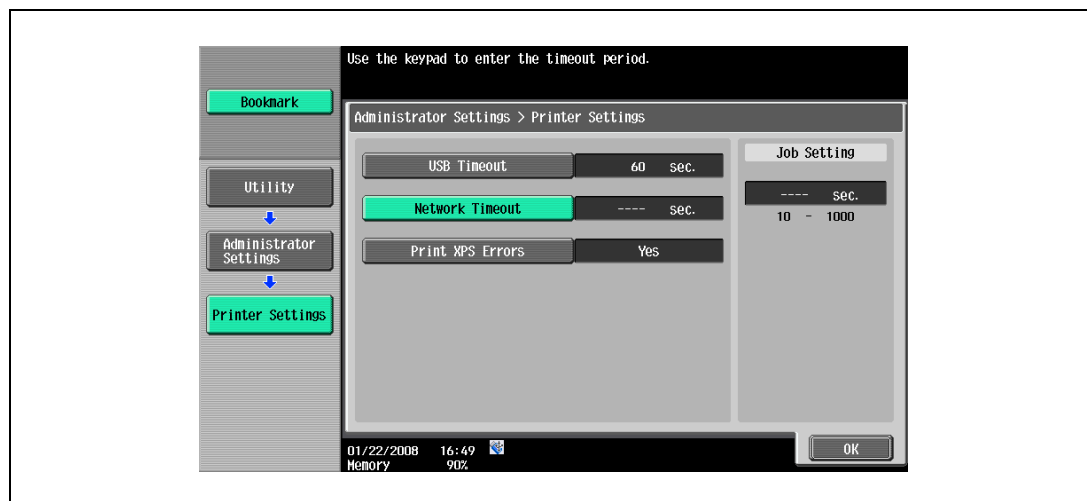 Use the keypad to enter the timeout period.
Bookmark
Administrator Settings > Printer Settings
Utility
Administrator
Settings
Printer Settings
USB Timeout 60 sec.
Network Timeout ---- sec.
Print XPS Errors Yes
Job Setting
---- sec.
10 - 1000
01/22/2008 16:49
Memory 90%
OK